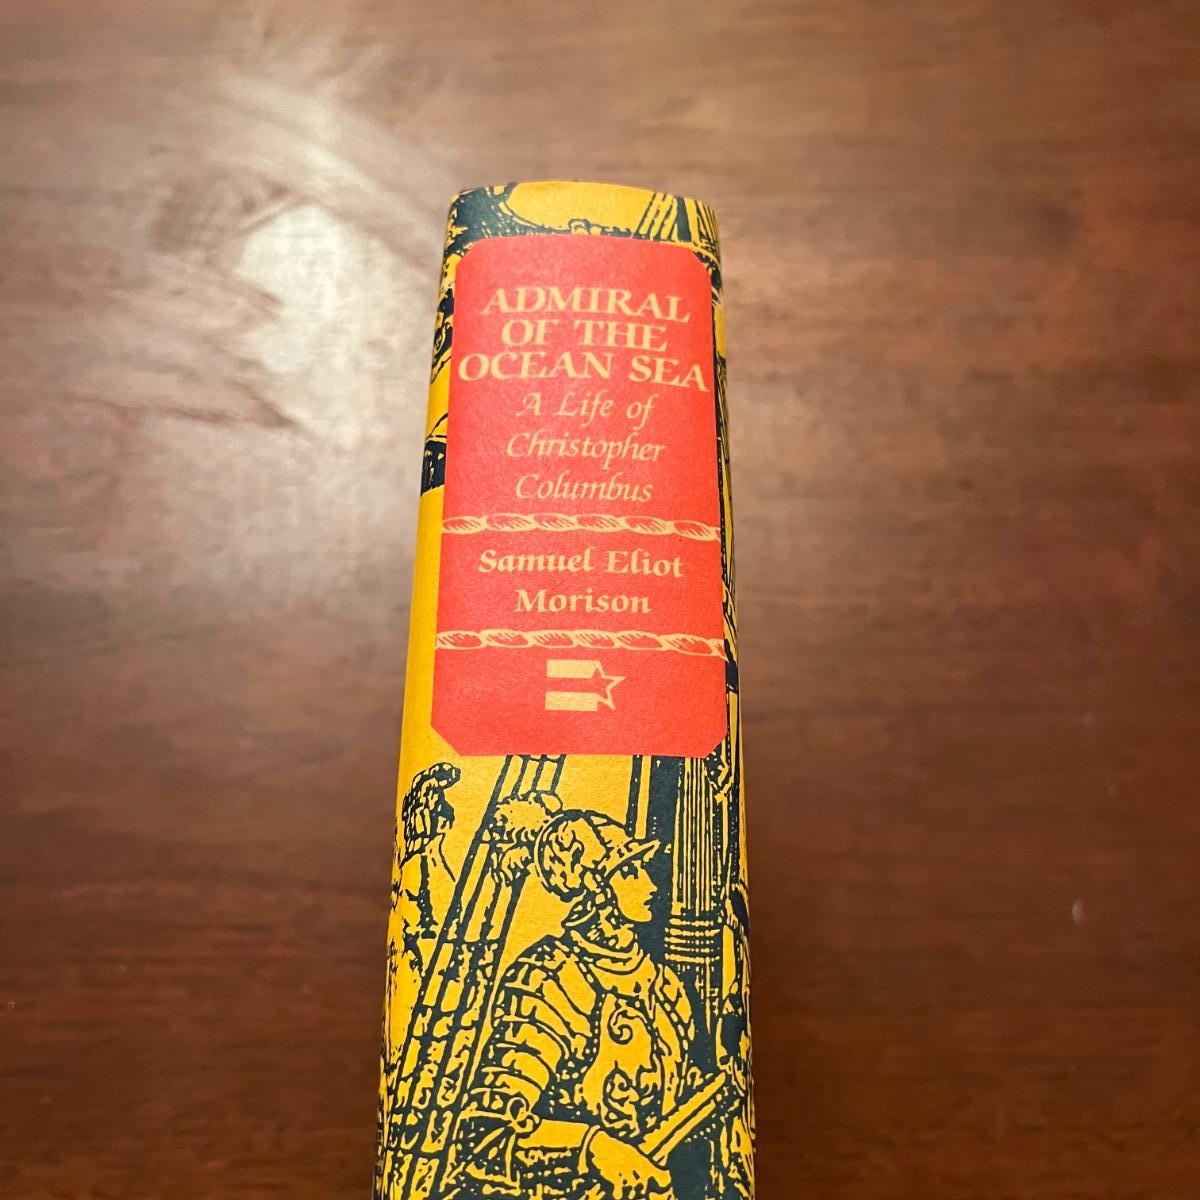 ADMIRAL
OF THE
OCEAN SEA
A Life of
Christopher
Columbus
Samuel Eliot
Morison